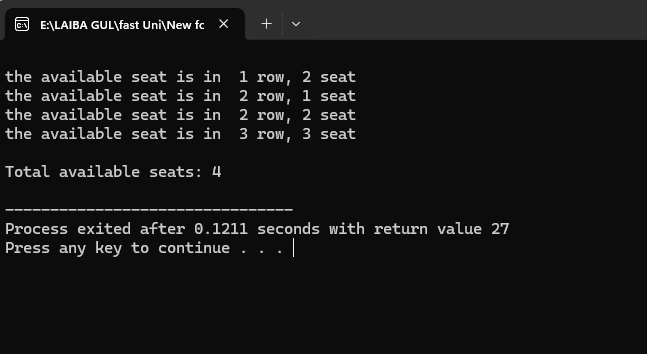 E:\LAIBA GUL\fast Uni\New fc
the available seat is in  1 row, 2 seat
the available seat is in  2 row, 1 seat
the available seat is in  2 row, 2 seat
the available seat is in  3 row, 3 seat
Total available seats: 4
--------------------------------
Process exited after 0.1211 seconds with return value 27
Press any key to continue . . .